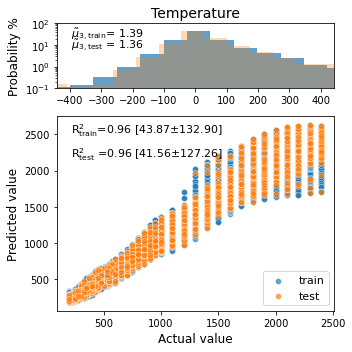 Temperature
Probability %
10² 10¹ 10⁰ 10⁻¹
μ̃₃,train= 1.39
μ̃₃,test = 1.36
−400 −300 −200 −100 0 100 200 300 400
Predicted value
2500 2000 1500 1000 500
R²train=0.96 [43.87±132.90]
R²test =0.96 [41.56±127.26]
train
test
500 1000 1500 2000 2500
Actual value